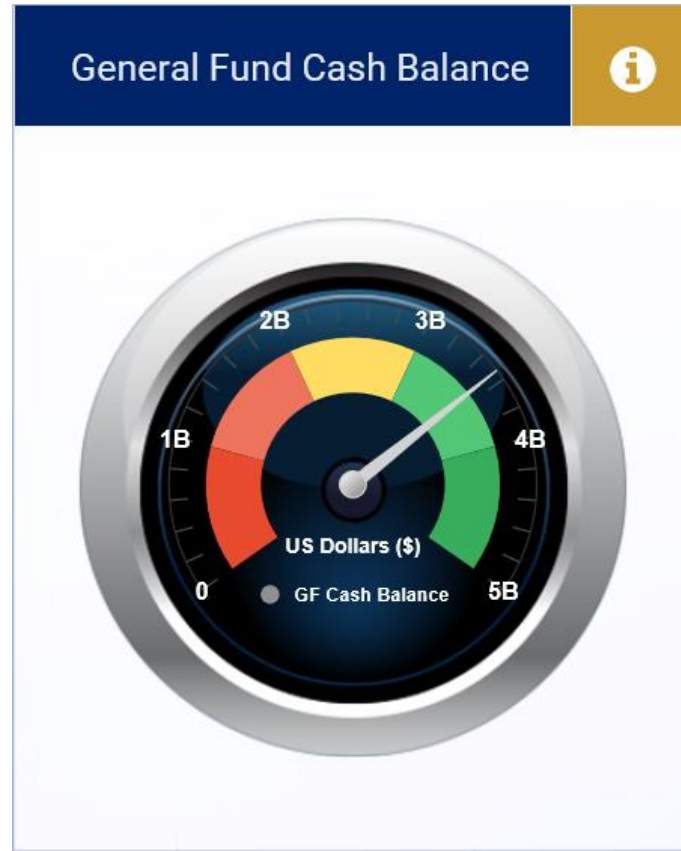 General Fund Cash Balance
2B 3B
1B 4B
US Dollars ($)
0 GF Cash Balance 5B